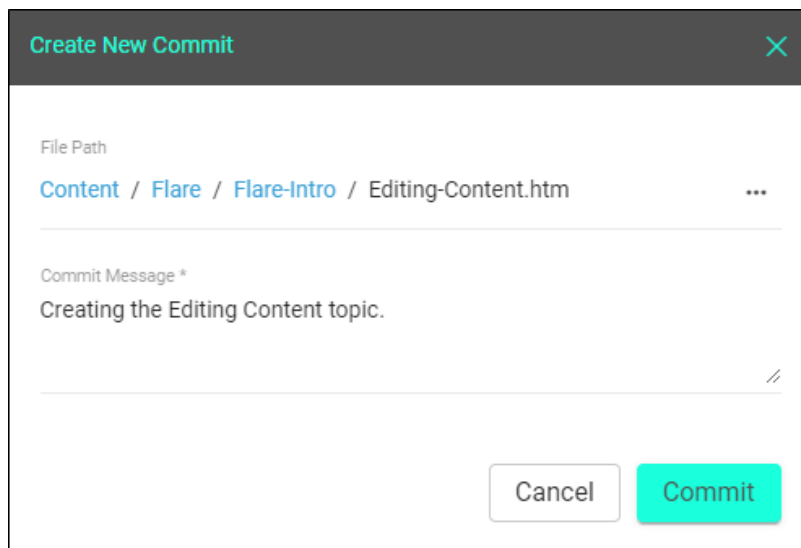 Create New Commit
File Path
Content / Flare / Flare-Intro / Editing-Content.htm
Commit Message *
Creating the Editing Content topic.
Cancel
Commit